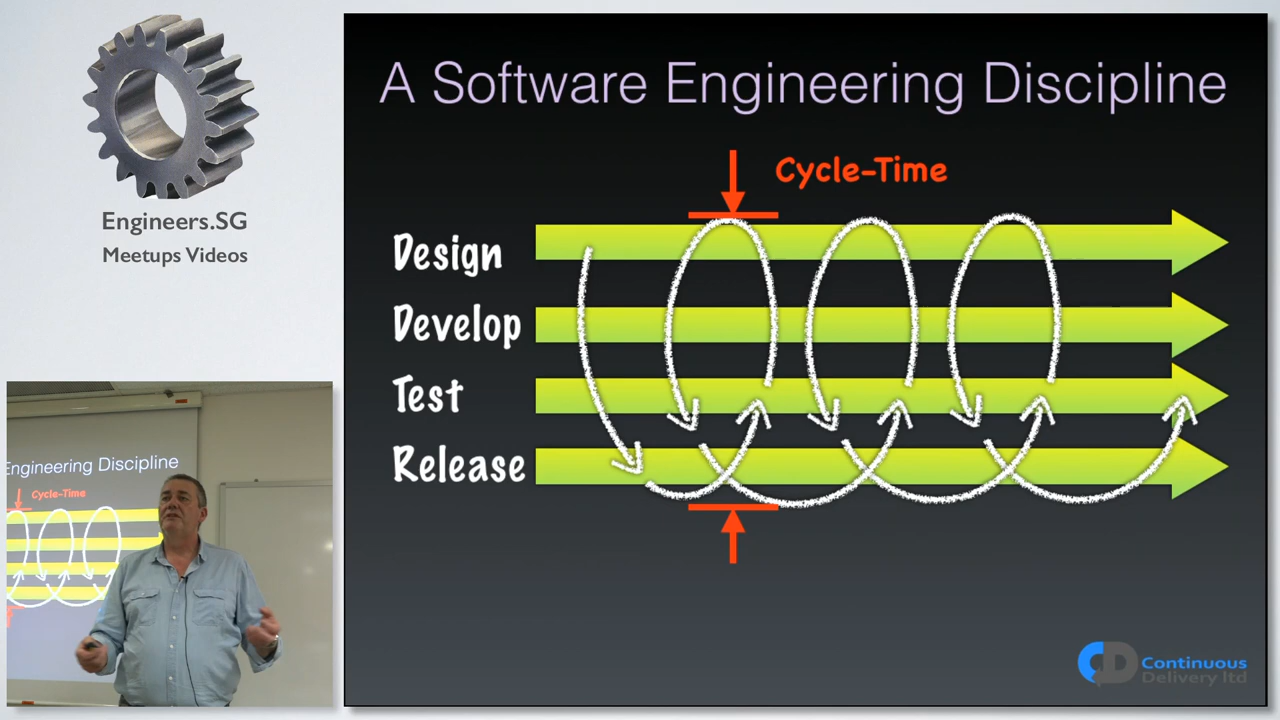 Engineers.SG
Meetups Videos
A Software Engineering Discipline
Cycle-Time
Design
Develop
Test
Release
CD Continuous
Delivery ltd
Engineering Discipline
Cycle-Time